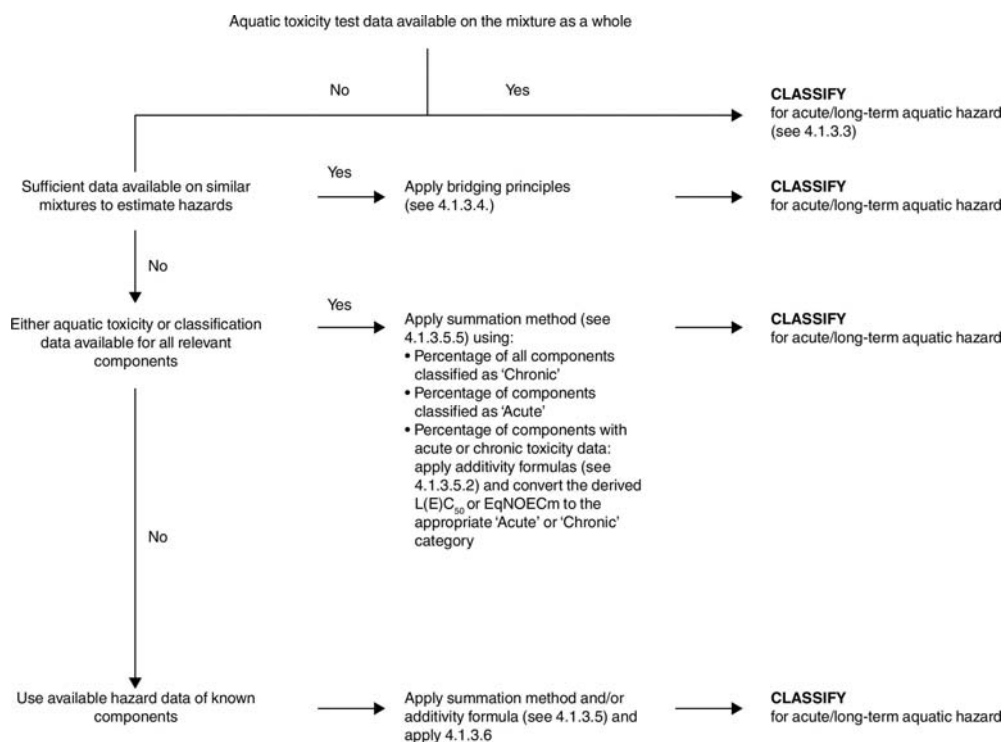 Aquatic toxicity test data available on the mixture as a whole
No
Yes
CLASSIFY
for acute/long-term aquatic hazard
(see 4.1.3.3)
Sufficient data available on similar
mixtures to estimate hazards
Yes
Apply bridging principles
(see 4.1.3.4.)
CLASSIFY
for acute/long-term aquatic hazard
No
Either aquatic toxicity or classification
data available for all relevant
components
Yes
Apply summation method (see
4.1.3.5.5) using:
• Percentage of all components
classified as ‘Chronic’
• Percentage of components
classified as ‘Acute’
• Percentage of components with
acute or chronic toxicity data:
apply additivity formulas (see
4.1.3.5.2) and convert the derived
L(E)C₅₀ or EqNOECm to the
appropriate ‘Acute’ or ‘Chronic’
category
CLASSIFY
for acute/long-term aquatic hazard
No
Use available hazard data of known
components
Apply summation method and/or
additivity formula (see 4.1.3.5) and
apply 4.1.3.6
CLASSIFY
for acute/long-term aquatic hazard